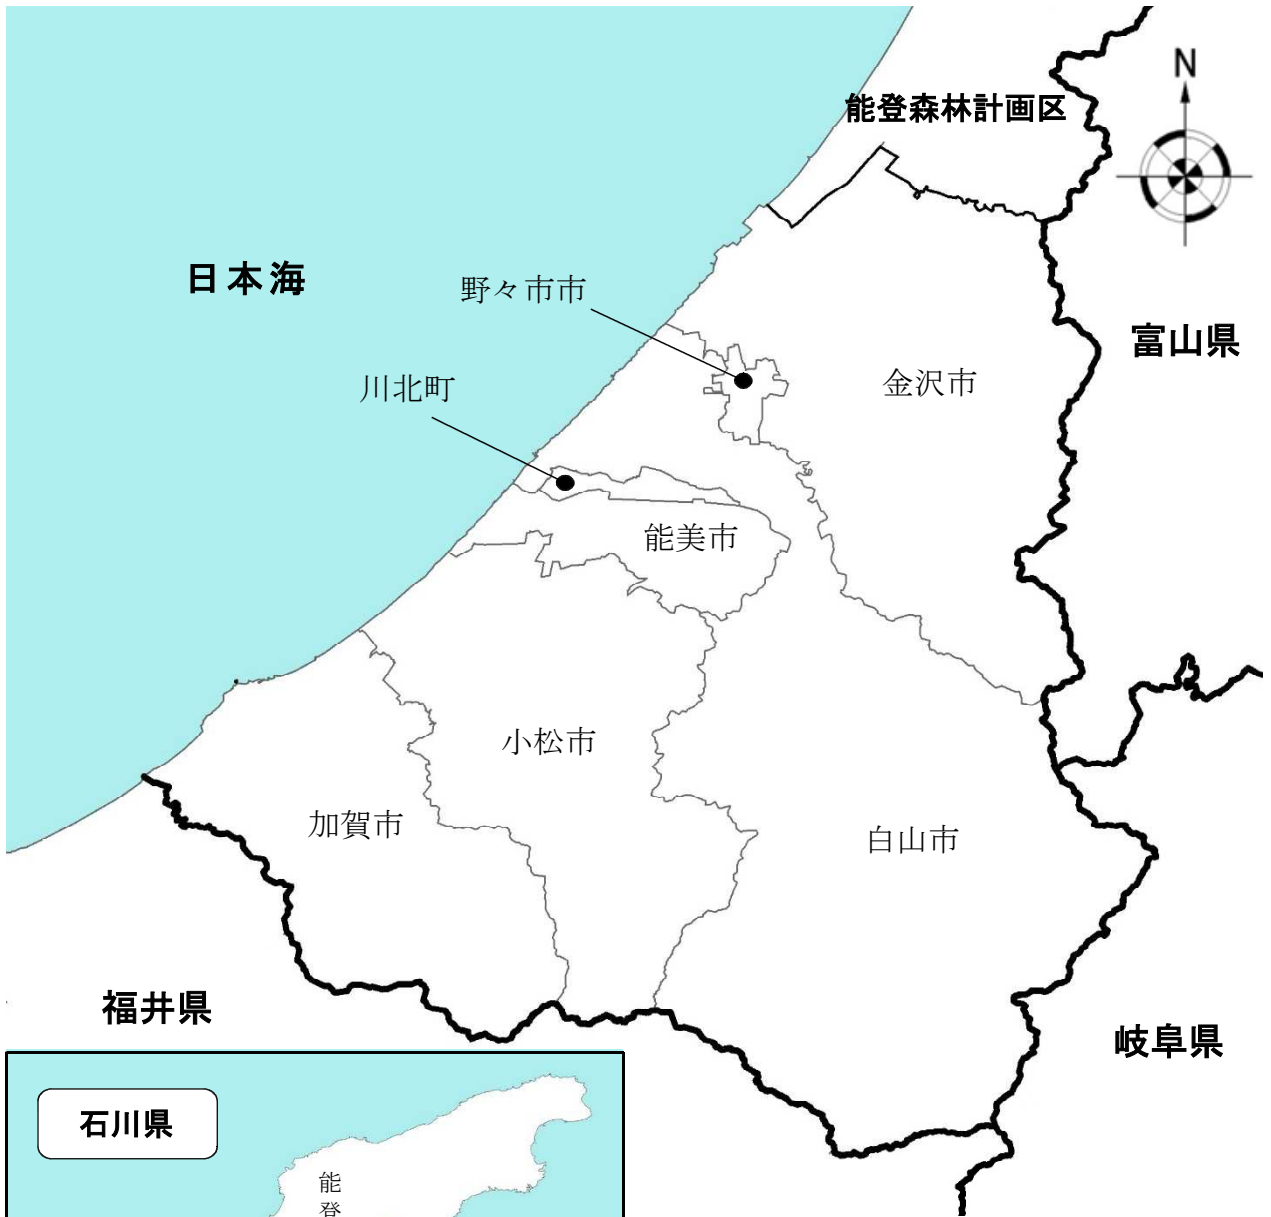 N
能登森林計画区
日本海
野々市市
富山県
川北町
金沢市
能美市
小松市
加賀市
白山市
福井県
岐阜県
石川県
能
登